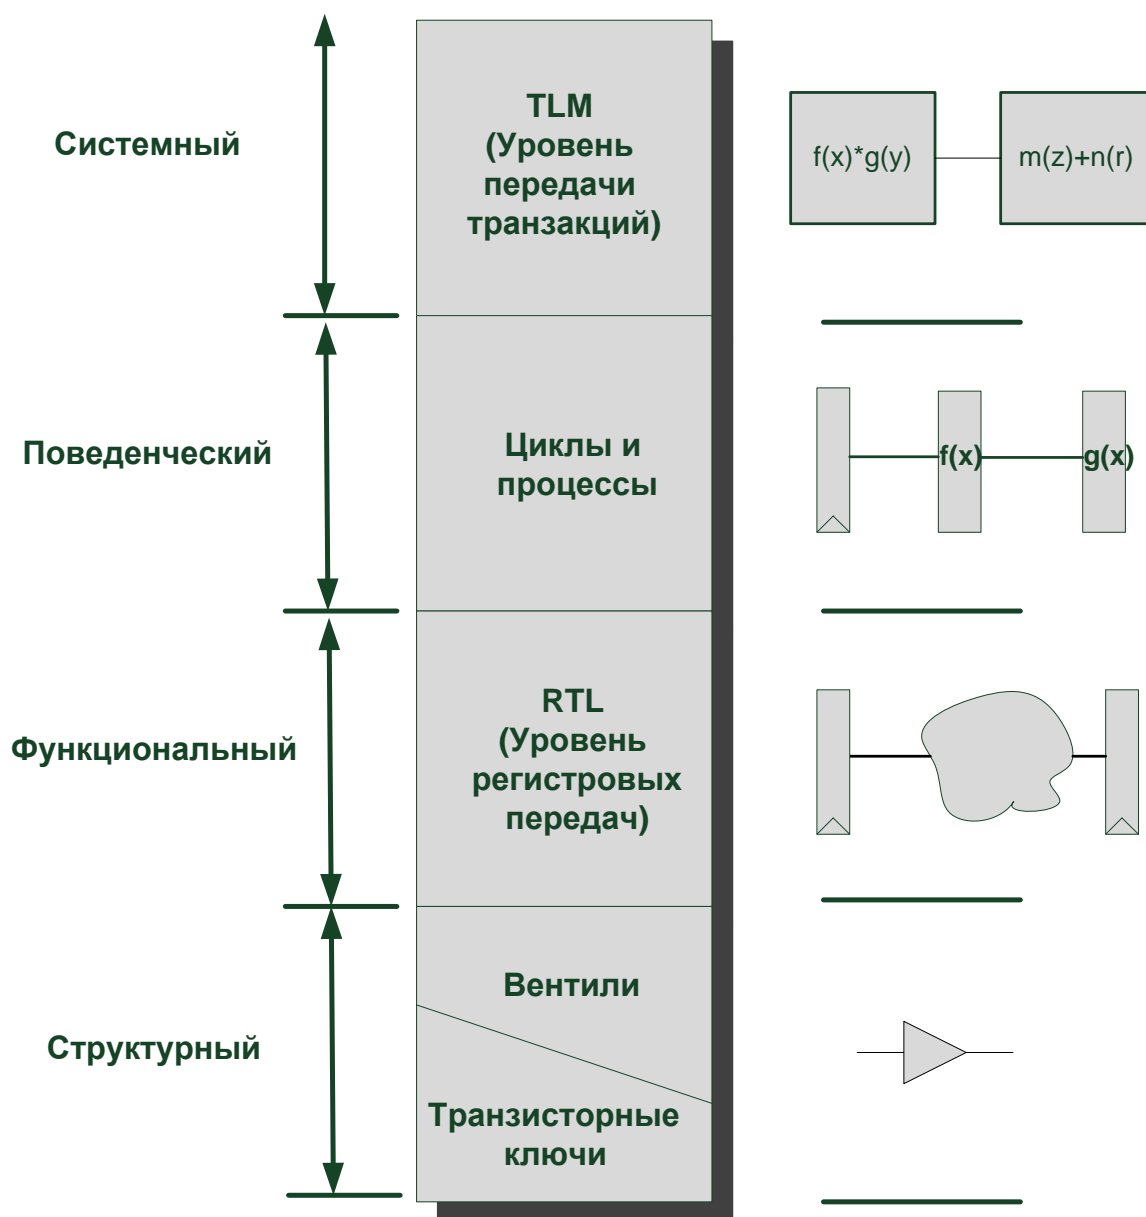 Системный
TLM
(Уровень
передачи
транзакций)
f(x)*g(y)
m(z)+n(r)
Поведенческий
Циклы и
процессы
f(x)
g(x)
Функциональный
RTL
(Уровень
регистровых
передач)
Структурный
Вентили
Транзисторные
ключи